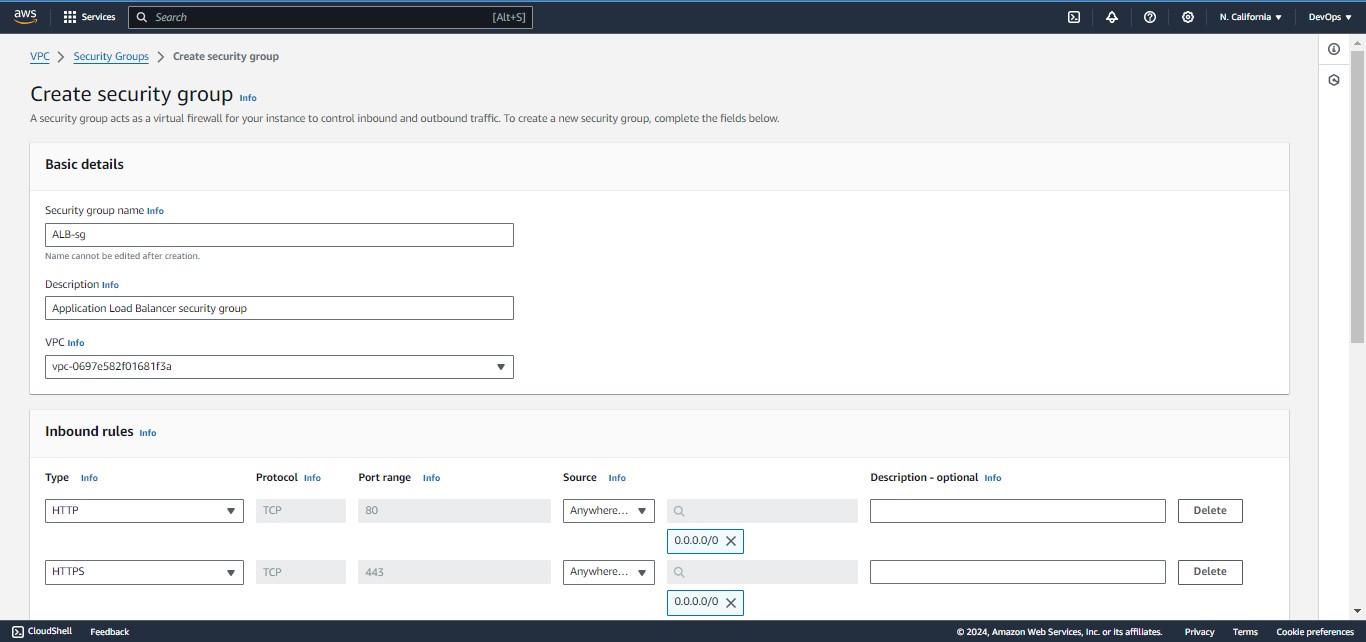 aws Services Search [Alt+S] N. California DevOps
VPC Security Groups Create security group
Create security group Info
A security group acts as a virtual firewall for your instance to control inbound and outbound traffic. To create a new security group, complete the fields below.
Basic details
Security group name Info
ALB-sg
Name cannot be edited after creation.
Description Info
Application Load Balancer security group
VPC Info
vpc-0697e582f01681f3a
Inbound rules Info
Type Info Protocol Info Port range Info Source Info Description - optional Info
HTTP TCP 80 Anywhere... Delete
0.0.0.0/0
HTTPS TCP 443 Anywhere... Delete
0.0.0.0/0
CloudShell Feedback © 2024, Amazon Web Services, Inc. or its affiliates. Privacy Terms Cookie preferences